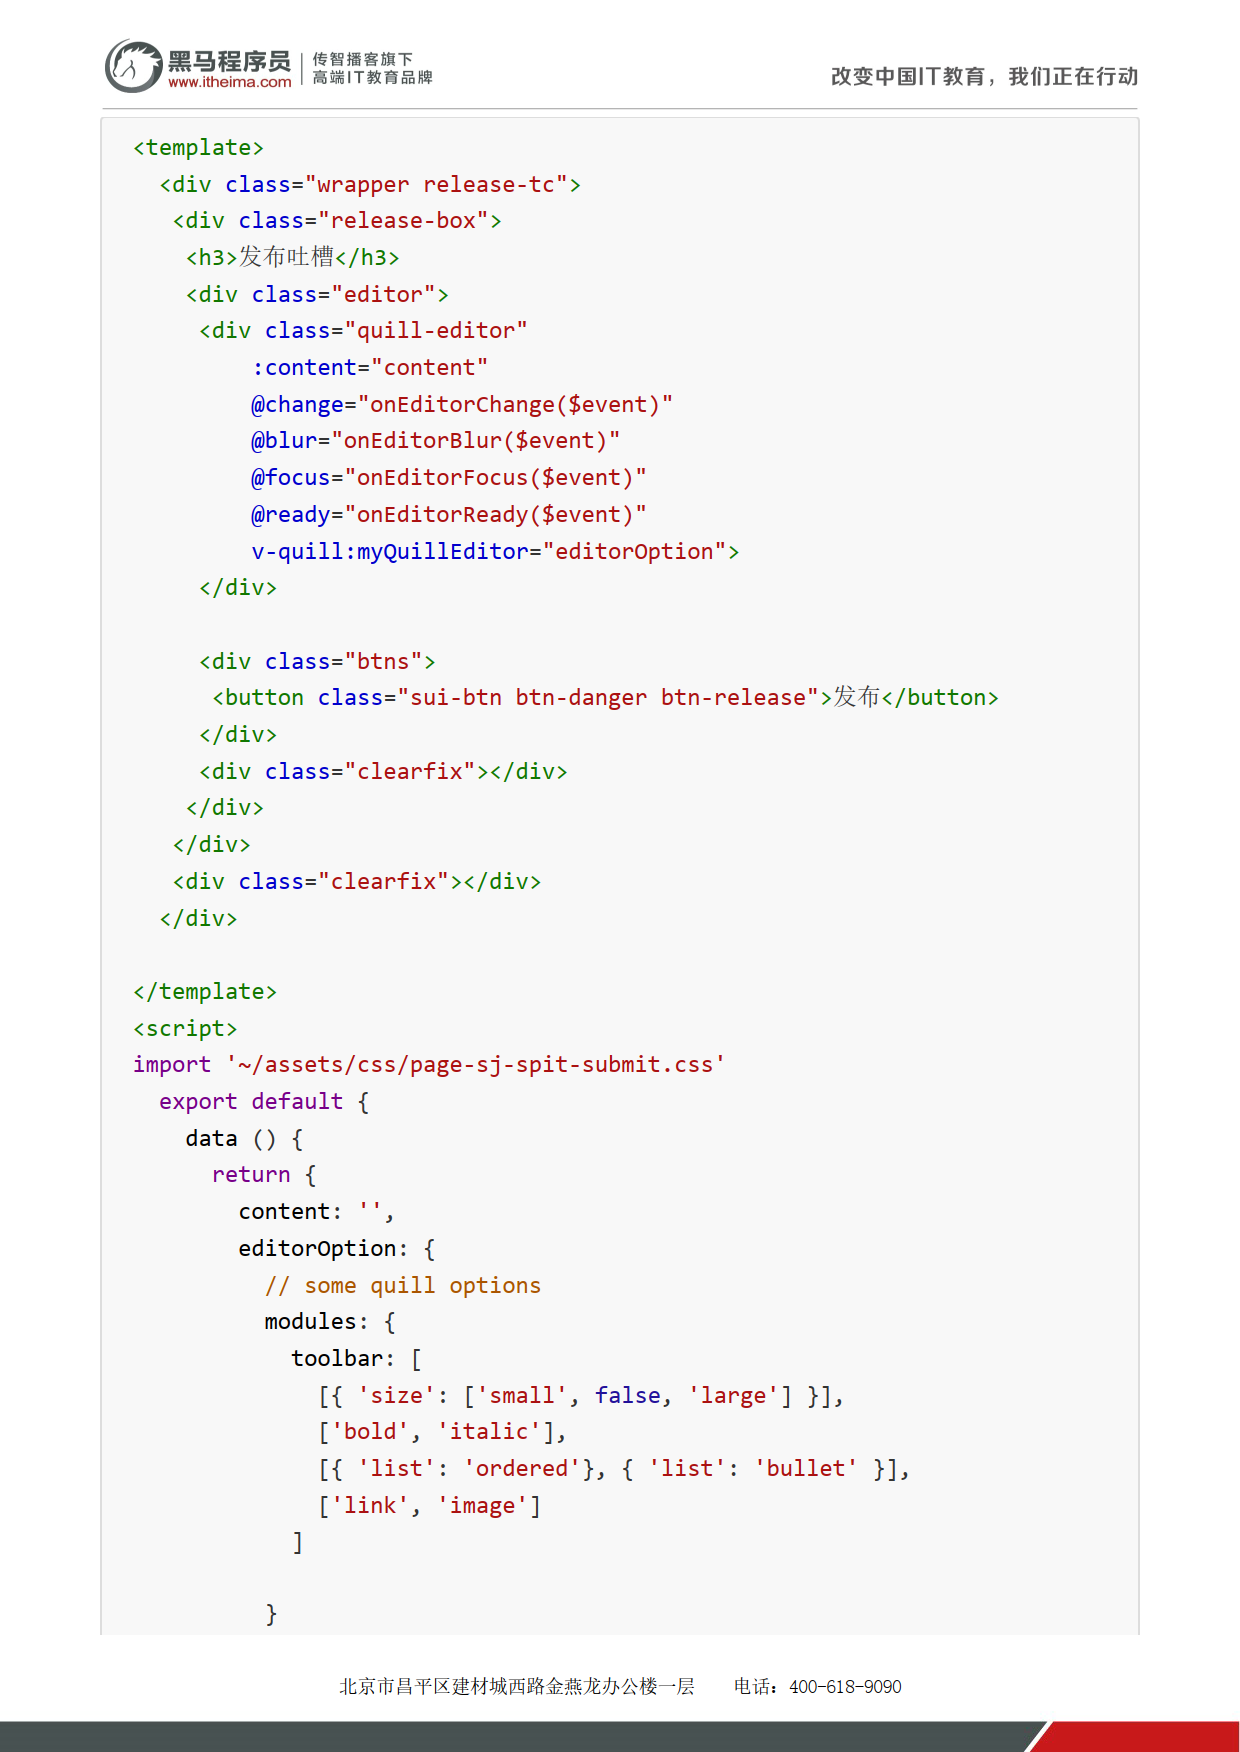 黑马程序员
www.itheima.com
传智播客旗下
高端IT教育品牌
改变中国IT教育，我们正在行动
<template>
  <div class="wrapper release-tc">
   <div class="release-box">
    <h3>发布吐槽</h3>
    <div class="editor">
     <div class="quill-editor"
         :content="content"
         @change="onEditorChange($event)"
         @blur="onEditorBlur($event)"
         @focus="onEditorFocus($event)"
         @ready="onEditorReady($event)"
         v-quill:myQuillEditor="editorOption">
     </div>

     <div class="btns">
      <button class="sui-btn btn-danger btn-release">发布</button>
     </div>
     <div class="clearfix"></div>
    </div>
   </div>
   <div class="clearfix"></div>
  </div>

</template>
<script>
import '~/assets/css/page-sj-spit-submit.css'
  export default {
    data () {
      return {
        content: '',
        editorOption: {
          // some quill options
          modules: {
            toolbar: [
              [{ 'size': ['small', false, 'large'] }],
              ['bold', 'italic'],
              [{ 'list': 'ordered'}, { 'list': 'bullet' }],
              ['link', 'image']
            ]

          }
北京市昌平区建材城西路金燕龙办公楼一层 电话：400-618-9090